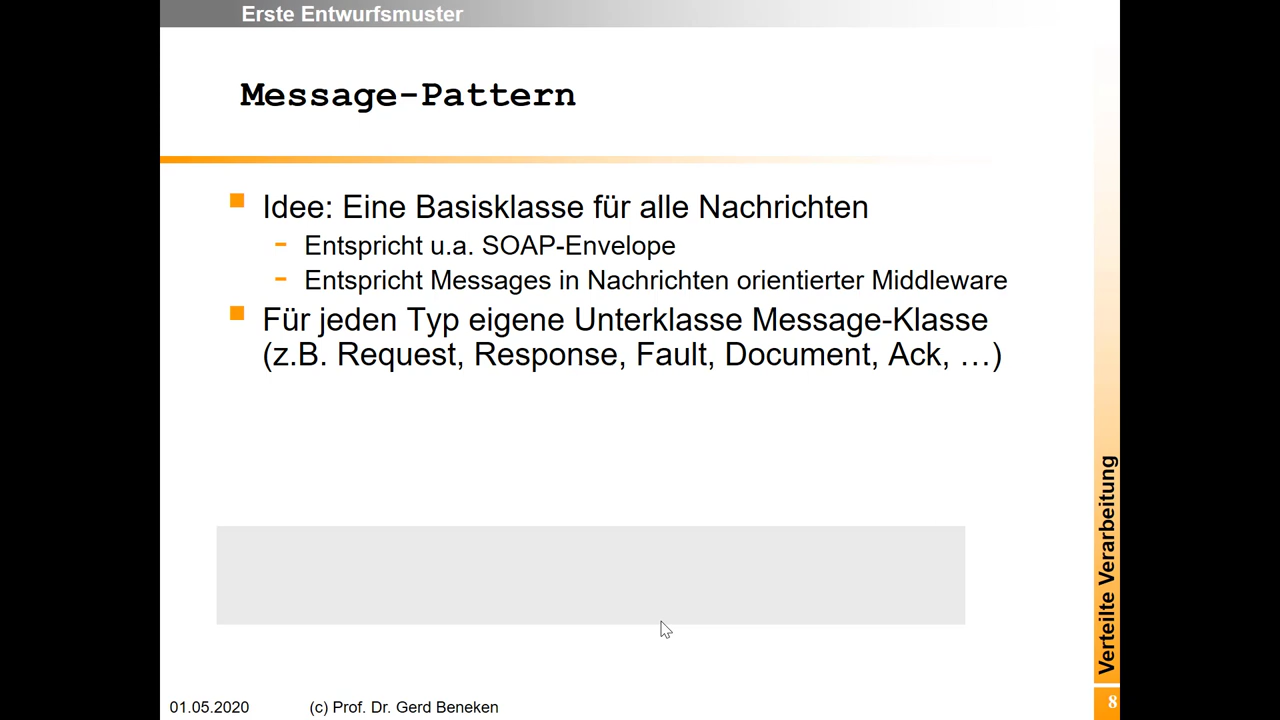 Erste Entwurfsmuster
Message-Pattern
Idee: Eine Basisklasse für alle Nachrichten
- Entspricht u.a. SOAP-Envelope
- Entspricht Messages in Nachrichten orientierter Middleware
Für jeden Typ eigene Unterklasse Message-Klasse
(z.B. Request, Response, Fault, Document, Ack, …)
Verteilte Verarbeitung
01.05.2020
(c) Prof. Dr. Gerd Beneken
8